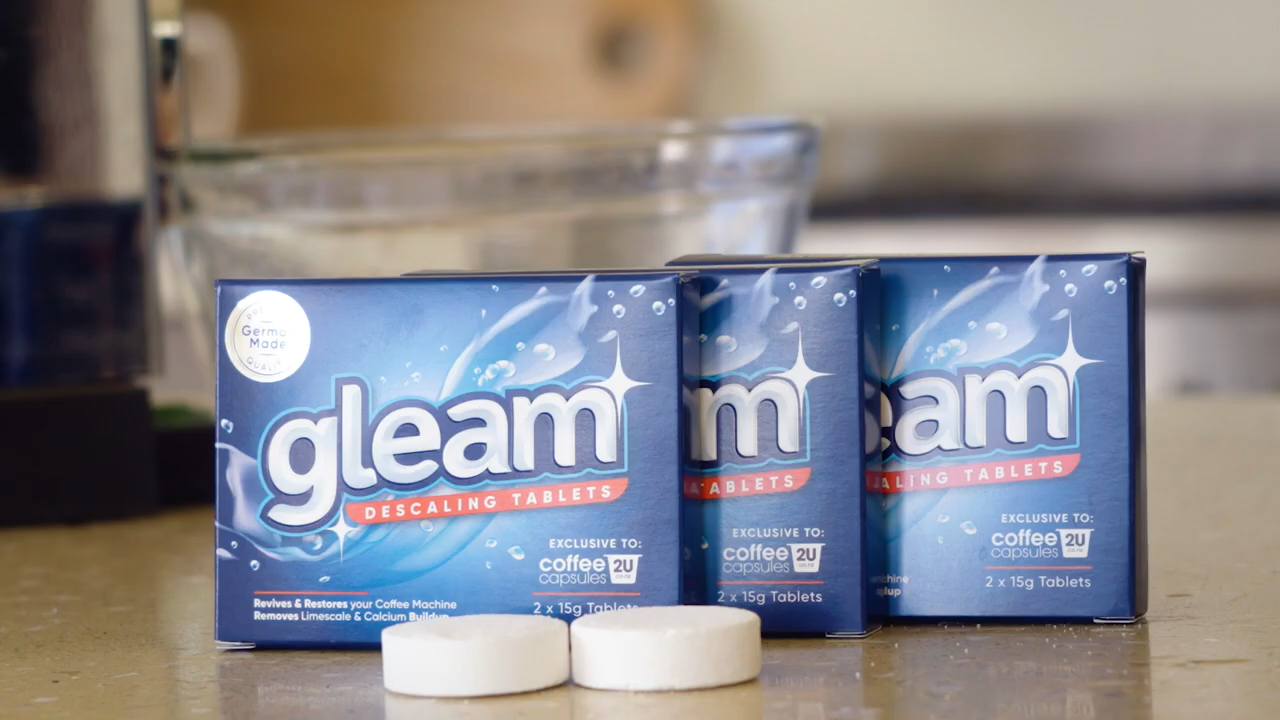 Germa
Made
QUALIT
gleam
DESCALING TABLETS
EXCLUSIVE TO:
coffee 2U
capsules
2 x 15g Tablets
Revives & Restores your Coffee Machine
Removes Limescale & Calcium Buildup
m
TABLETS
EXCLUSIVE TO:
coffee 2U
capsules
2 x 15g Tablets
eam
ALING TABLETS
EXCLUSIVE TO:
coffee 2U
capsules
2 x 15g Tablets